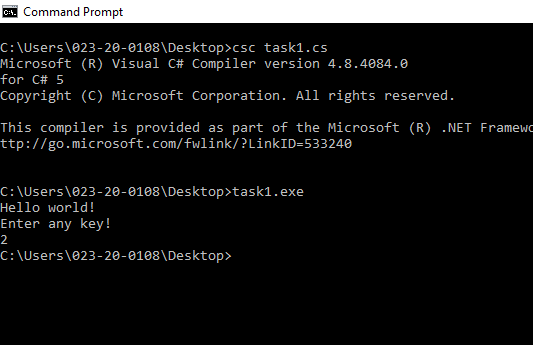 Command Prompt
C:\Users\023-20-0108\Desktop>csc task1.cs
Microsoft (R) Visual C# Compiler version 4.8.4084.0
for C# 5
Copyright (C) Microsoft Corporation. All rights reserved.
This compiler is provided as part of the Microsoft (R) .NET Framewo
ttp://go.microsoft.com/fwlink/?LinkID=533240
C:\Users\023-20-0108\Desktop>task1.exe
Hello world!
Enter any key!
2
C:\Users\023-20-0108\Desktop>